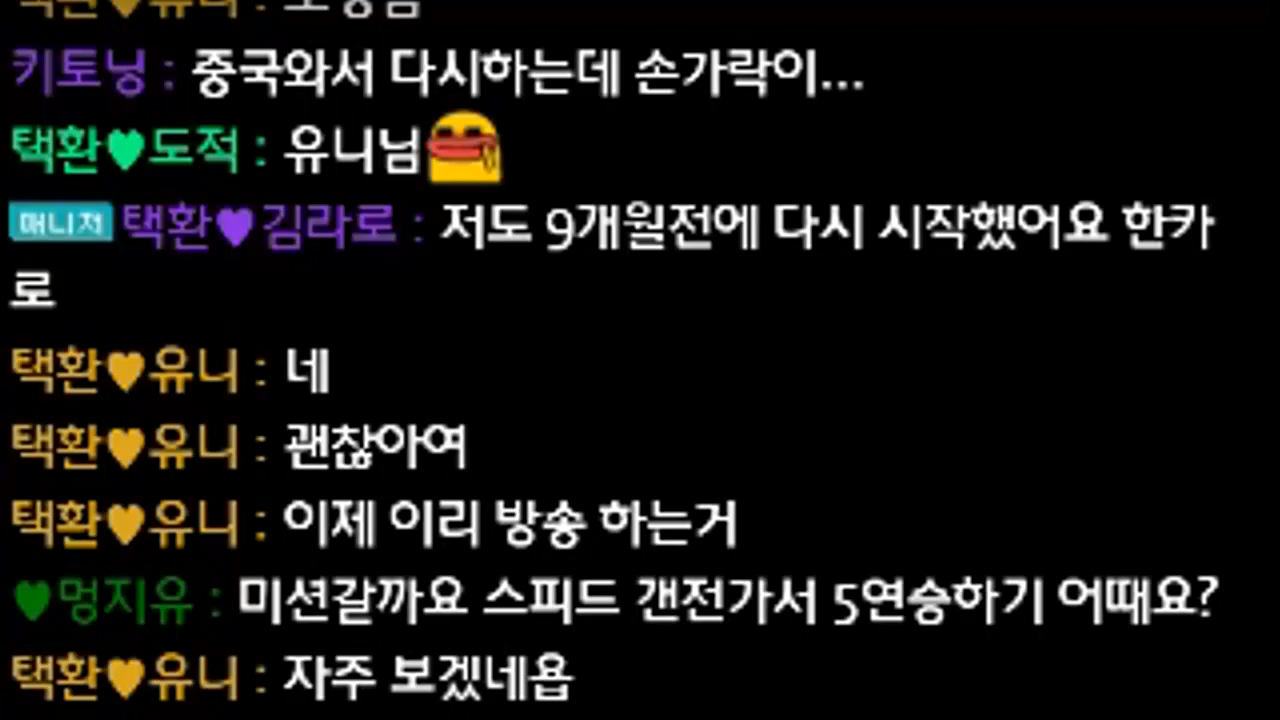 키토닝 : 중국와서 다시하는데 손가락이...
택환♥도적 : 유니님
매니저 택환♥김라로 : 저도 9개월전에 다시 시작했어요 한카
로
택환♥유니 : 네
택환♥유니 : 괜찮아여
택환♥유니 : 이제 이리 방송 하는거
♥멍지유 : 미션갈까요 스피드 갠전가서 5연승하기 어때요?
택환♥유니 : 자주 보겠네욥